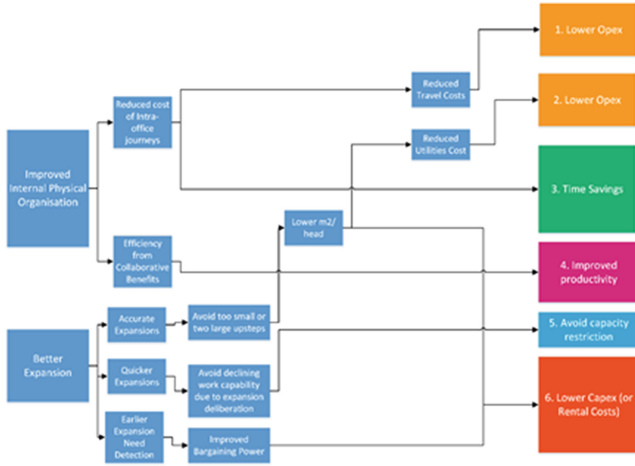 1. Lower Opex
Reduced
Travel Costs
2. Lower Opex
Reduced cost
of Intra-
office
journeys
Reduced
Utilities Cost
Improved
Internal Physical
Organisation
3. Time Savings
Lower m2/
head
Efficiency
from
Collaborative
Benefits
4. Improved
productivity
Accurate
Expansions
Avoid too small or
two large upsteps
5. Avoid capacity
restriction
Better
Expansion
Quicker
Expansions
Avoid declining
work capability
due to expansion
deliberation
6. Lower Capex (or
Rental Costs)
Earlier
Expansion
Need
Detection
Improved
Bargaining Power